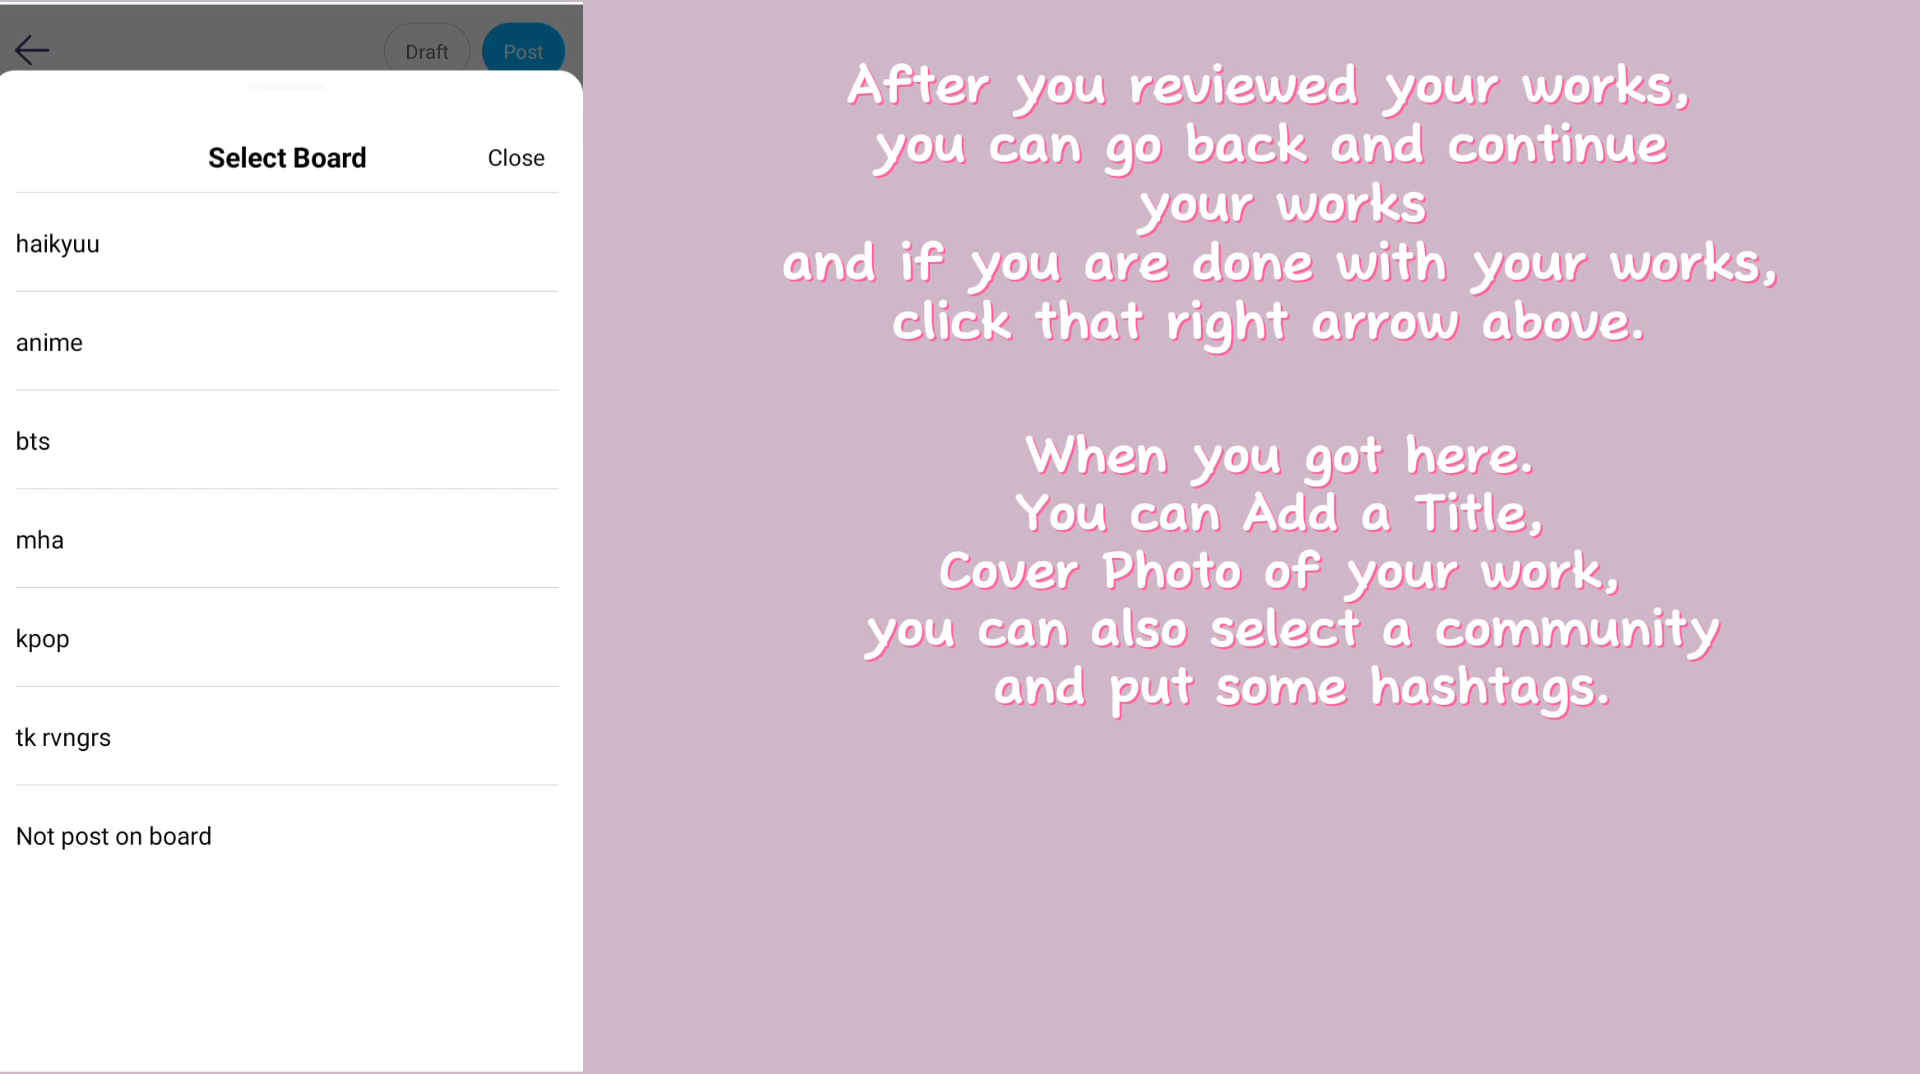 Draft
Post
Select Board
Close
haikyuu
anime
bts
mha
kpop
tk rvngrs
Not post on board
After you reviewed your works,
you can go back and continue
your works
and if you are done with your works,
click that right arrow above.
When you got here.
You can Add a Title,
Cover Photo of your work,
you can also select a community
and put some hashtags.